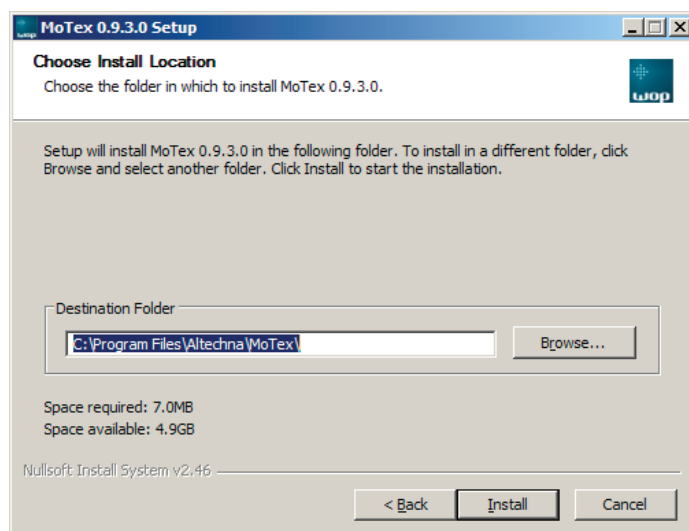 wop MoTex 0.9.3.0 Setup
Choose Install Location
Choose the folder in which to install MoTex 0.9.3.0.
wop
Setup will install MoTex 0.9.3.0 in the following folder. To install in a different folder, click
Browse and select another folder. Click Install to start the installation.
Destination Folder
C:\Program Files\Altechna\MoTex\
Browse...
Space required: 7.0MB
Space available: 4.9GB
Nullsoft Install System v2.46
< Back
Install
Cancel